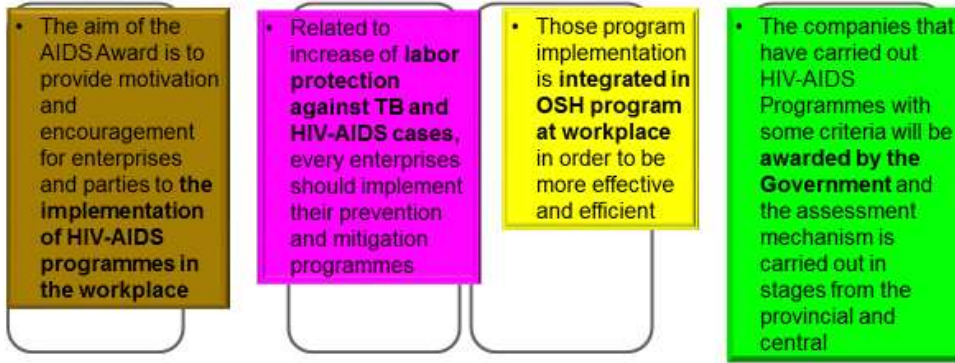 • The aim of the
AIDS Award is to
provide motivation
and
encouragement
for enterprises
and parties to the
implementation
of HIV-AIDS
programmes in
the workplace
• Related to
increase of labor
protection
against TB and
HIV-AIDS cases,
every enterprises
should implement
their prevention
and mitigation
programmes
• Those program
implementation
is integrated in
OSH program
at workplace
in order to be
more effective
and efficient
• The companies that
have carried out
HIV-AIDS
Programmes with
some criteria will be
awarded by the
Government and
the assessment
mechanism is
carried out in
stages from the
provincial and
central